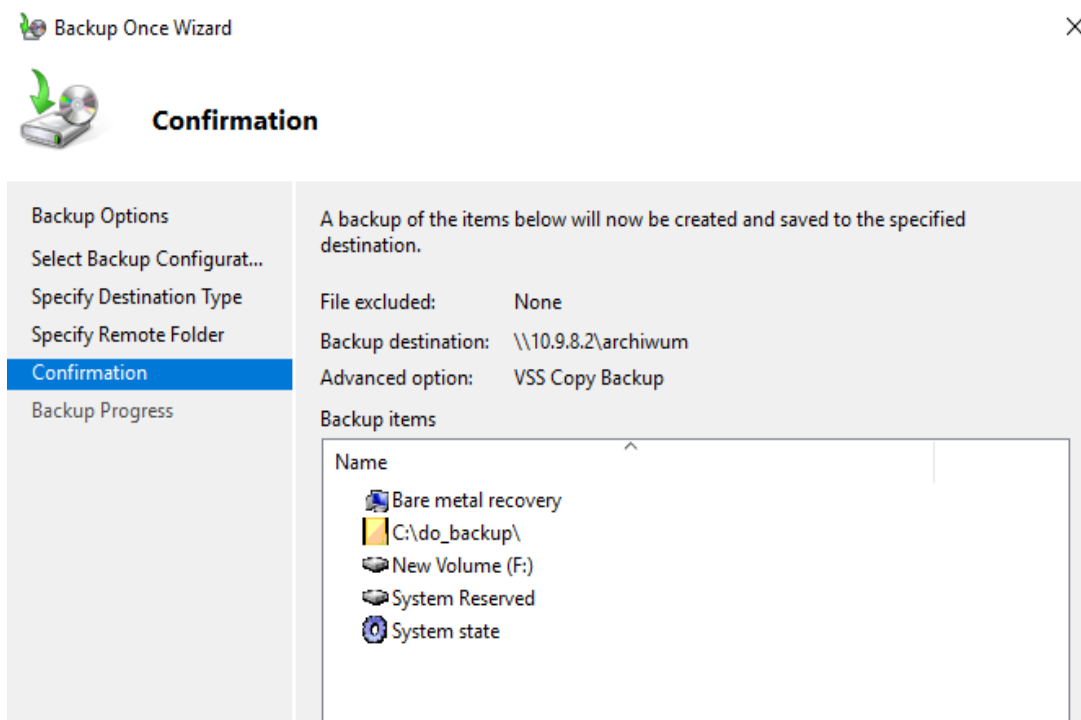 Backup Once Wizard
Confirmation
Backup Options
Select Backup Configurat...
Specify Destination Type
Specify Remote Folder
Confirmation
Backup Progress
A backup of the items below will now be created and saved to the specified
destination.
File excluded: None
Backup destination: \\10.9.8.2\archiwum
Advanced option: VSS Copy Backup
Backup items
Name
Bare metal recovery
C:\do_backup\
New Volume (F:)
System Reserved
System state